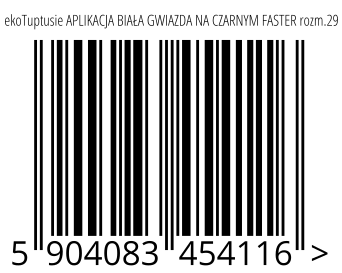 ekoTuptusie APLIKACJA BIAŁA GWIAZDA NA CZARNYM FASTER rozm.29
5 904083 454116 >